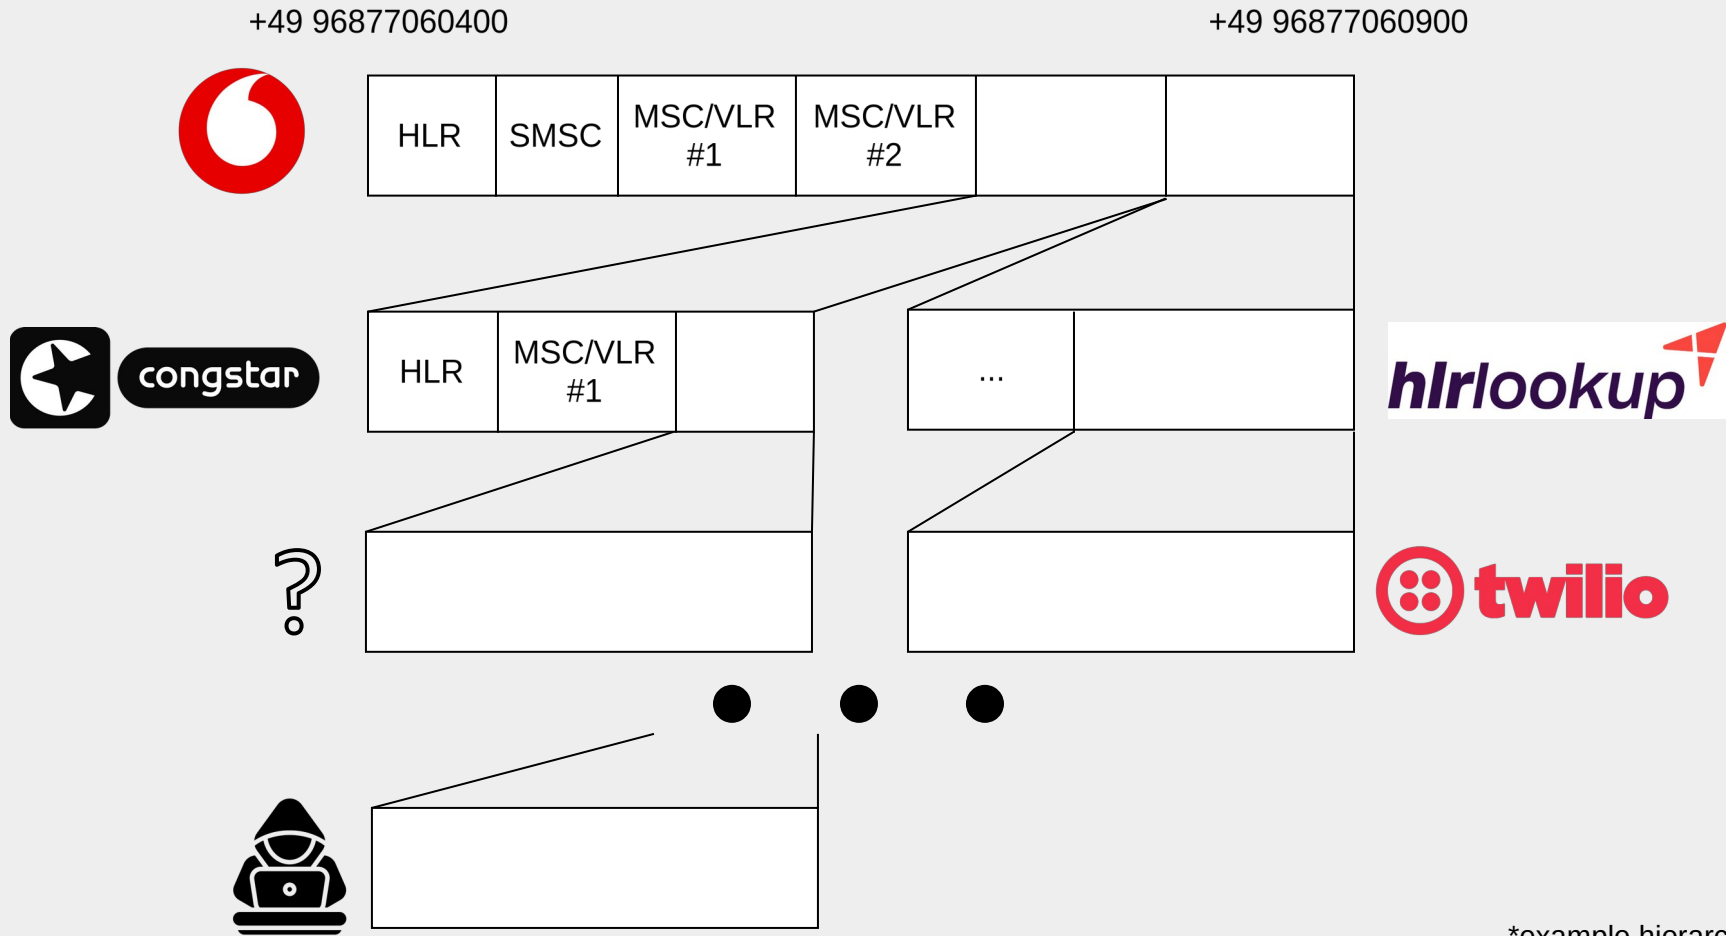 +49 96877060400
+49 96877060900
HLR
SMSC
MSC/VLR
#1
MSC/VLR
#2
congstar
HLR
MSC/VLR
#1
...
hlrlookup
?
twilio
*example